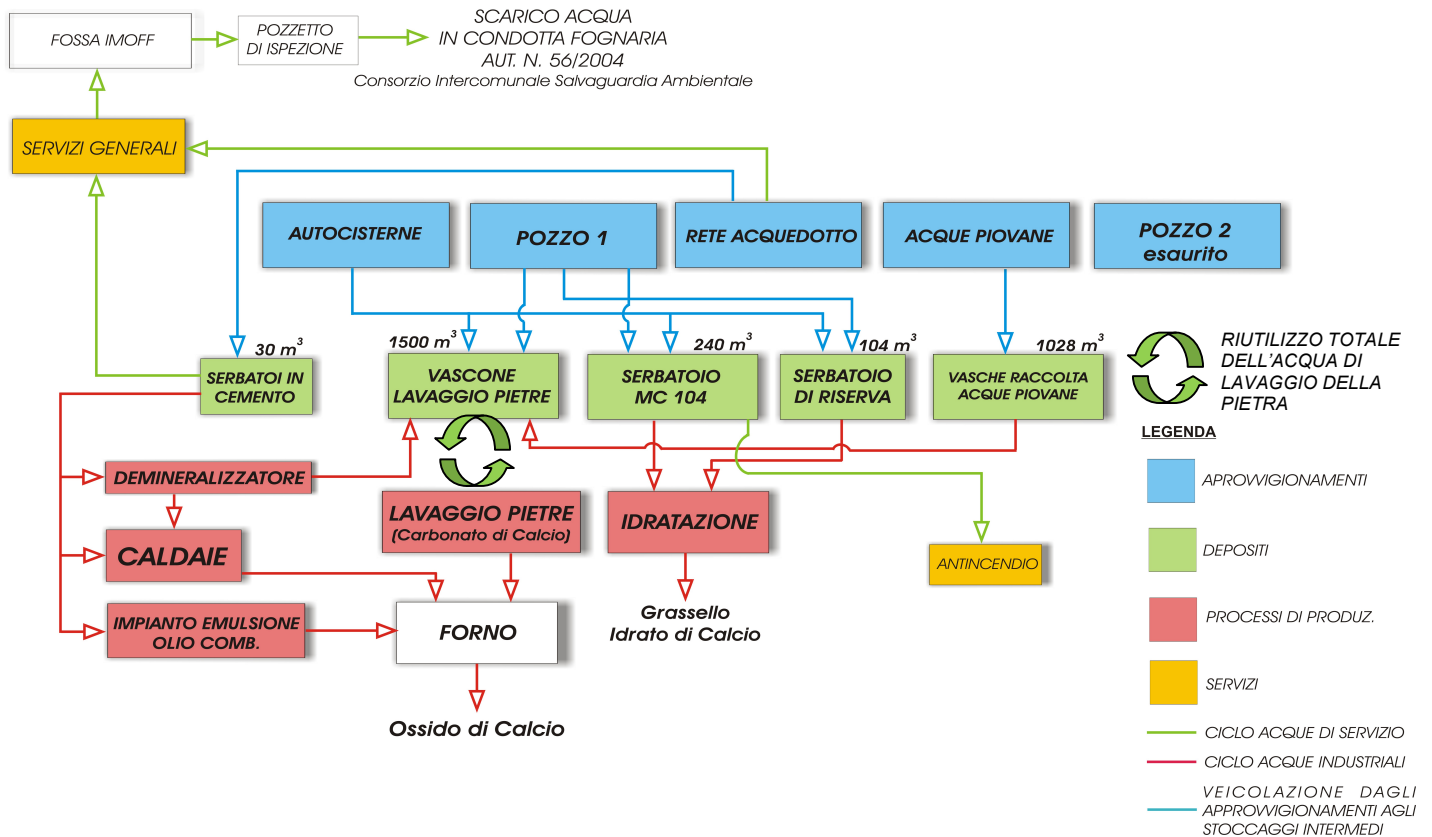 FOSSA IMOFF
POZZETTO
DI ISPEZIONE
SCARICO ACQUA
IN CONDOTTA FOGNARIA
AUT. N. 56/2004
Consorzio Intercomunale Salvaguardia Ambientale
SERVIZI GENERALI
AUTOCISTERNE
POZZO 1
RETE ACQUEDOTTO
ACQUE PIOVANE
POZZO 2
esaurito
30 m³
1500 m³
240 m³
104 m³
1028 m³
SERBATOI IN
CEMENTO
VASCONE
LAVAGGIO PIETRE
SERBATOIO
MC 104
SERBATOIO
DI RISERVA
VASCHE RACCOLTA
ACQUE PIOVANE
RIUTILIZZO TOTALE
DELL'ACQUA DI
LAVAGGIO DELLA
PIETRA
DEMINERALIZZATORE
CALDAIE
IMPIANTO EMULSIONE
OLIO COMB.
LAVAGGIO PIETRE
(Carbonato di Calcio)
IDRATAZIONE
ANTINCENDIO
FORNO
Grassello
Idrato di Calcio
Ossido di Calcio
LEGENDA
APROVVIGIONAMENTI
DEPOSITI
PROCESSI DI PRODUZ.
SERVIZI
CICLO ACQUE DI SERVIZIO
CICLO ACQUE INDUSTRIALI
VEICOLAZIONE DAGLI
APPROVVIGIONAMENTI AGLI
STOCCAGGI INTERMEDI